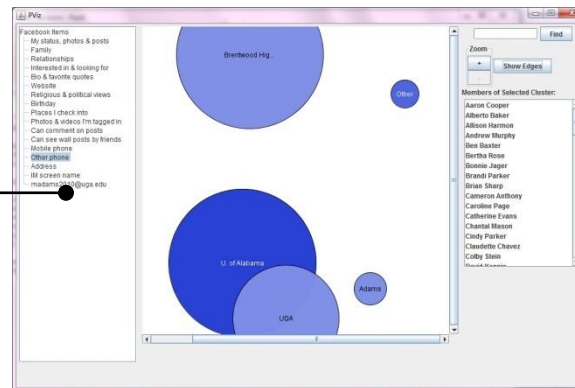 PViz
Facebook Items
My status, photos & posts
Family
Relationships
Interested in & looking for
Bio & favorite quotes
Website
Religious & political views
Birthday
Places I check into
Photos & videos I'm tagged in
Can comment on posts
Can see wall posts by friends
Mobile phone
Other phone
Address
IM screen name
madams2010@uga.edu
Brentwood Hig...
Other
U. of Alabama
UGA
Adams
Find
Zoom
+
-
Show Edges
Members of Selected Cluster:
Aaron Cooper
Alberto Baker
Allison Harmon
Andrew Murphy
Ben Baxter
Bertha Rose
Bonnie Jager
Brandi Parker
Brian Sharp
Cameron Anthony
Caroline Page
Catherine Evans
Chantal Mason
Cindy Parker
Claudette Chavez
Colby Stein